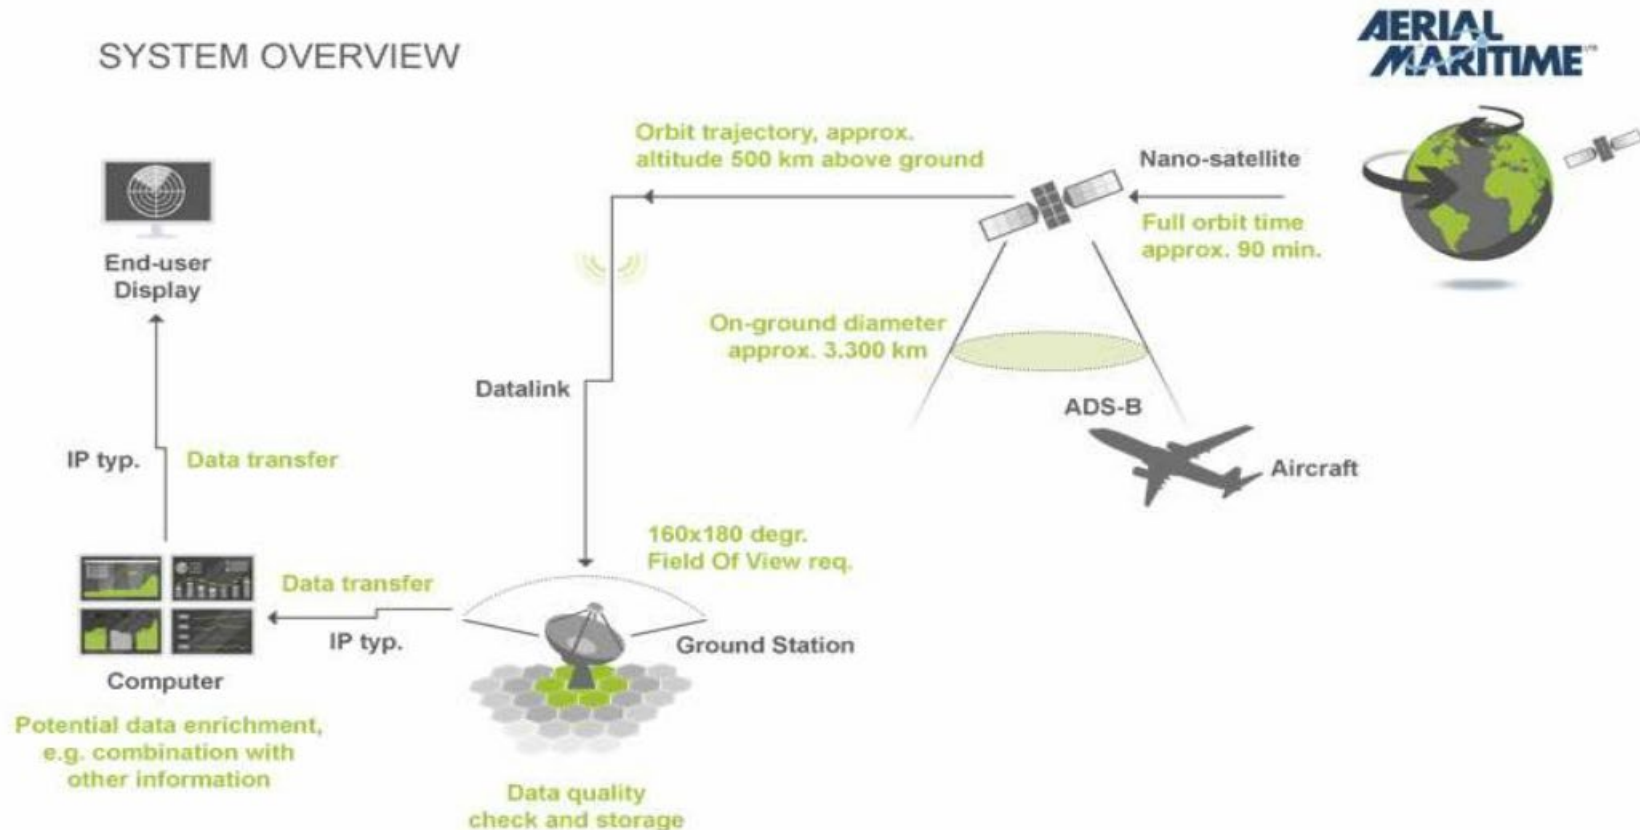 SYSTEM OVERVIEW
AERIAL
MARITIME
Orbit trajectory, approx.
altitude 500 km above ground
Nano-satellite
Full orbit time
approx. 90 min.
End-user
Display
On-ground diameter
approx. 3.300 km
Datalink
ADS-B
Aircraft
IP typ.
Data transfer
160x180 degr.
Field Of View req.
Data transfer
IP typ.
Ground Station
Computer
Potential data enrichment,
e.g. combination with
other information
Data quality
check and storage